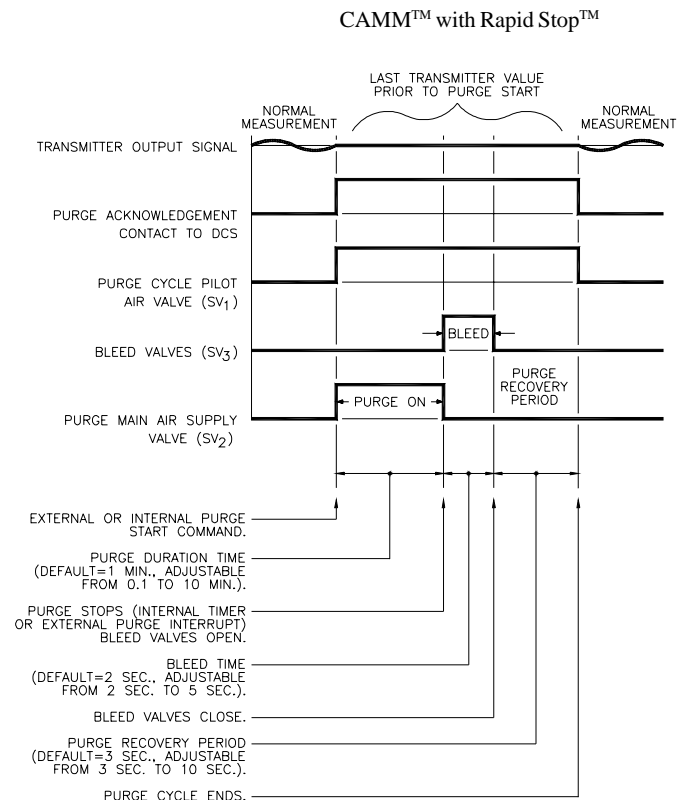 CAMM™ with Rapid Stop™
LAST TRANSMITTER VALUE
PRIOR TO PURGE START
NORMAL
MEASUREMENT
NORMAL
MEASUREMENT
TRANSMITTER OUTPUT SIGNAL
PURGE ACKNOWLEDGEMENT
CONTACT TO DCS
PURGE CYCLE PILOT
AIR VALVE (SV1)
BLEED
BLEED VALVES (SV3)
PURGE
RECOVERY
PERIOD
PURGE ON
PURGE MAIN AIR SUPPLY
VALVE (SV2)
EXTERNAL OR INTERNAL PURGE
START COMMAND.
PURGE DURATION TIME
(DEFAULT=1 MIN., ADJUSTABLE
FROM 0.1 TO 10 MIN.).
PURGE STOPS (INTERNAL TIMER
OR EXTERNAL PURGE INTERRUPT)
BLEED VALVES OPEN.
BLEED TIME
(DEFAULT=2 SEC., ADJUSTABLE
FROM 2 SEC. TO 5 SEC.).
BLEED VALVES CLOSE.
PURGE RECOVERY PERIOD
(DEFAULT=3 SEC., ADJUSTABLE
FROM 3 SEC. TO 10 SEC.).
PURGE CYCLE ENDS.